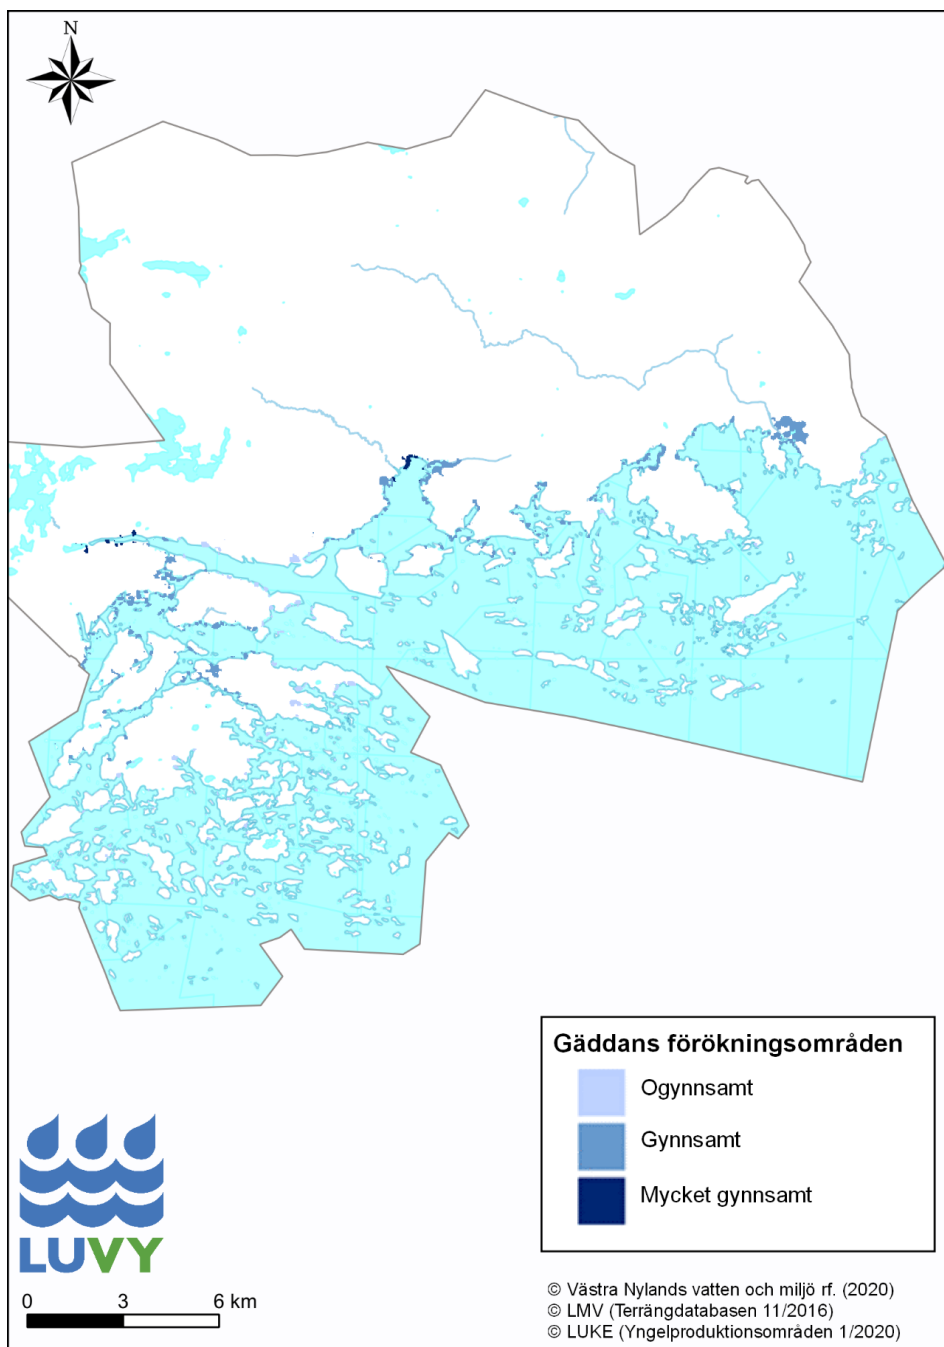 N
Gäddans förökningsområden
Ogynnsamt
Gynnsamt
Mycket gynnsamt
LUVY
0 3 6 km
© Västra Nylands vatten och miljö rf. (2020)
© LMV (Terrängdatabasen 11/2016)
© LUKE (Yngelproduktionsområden 1/2020)